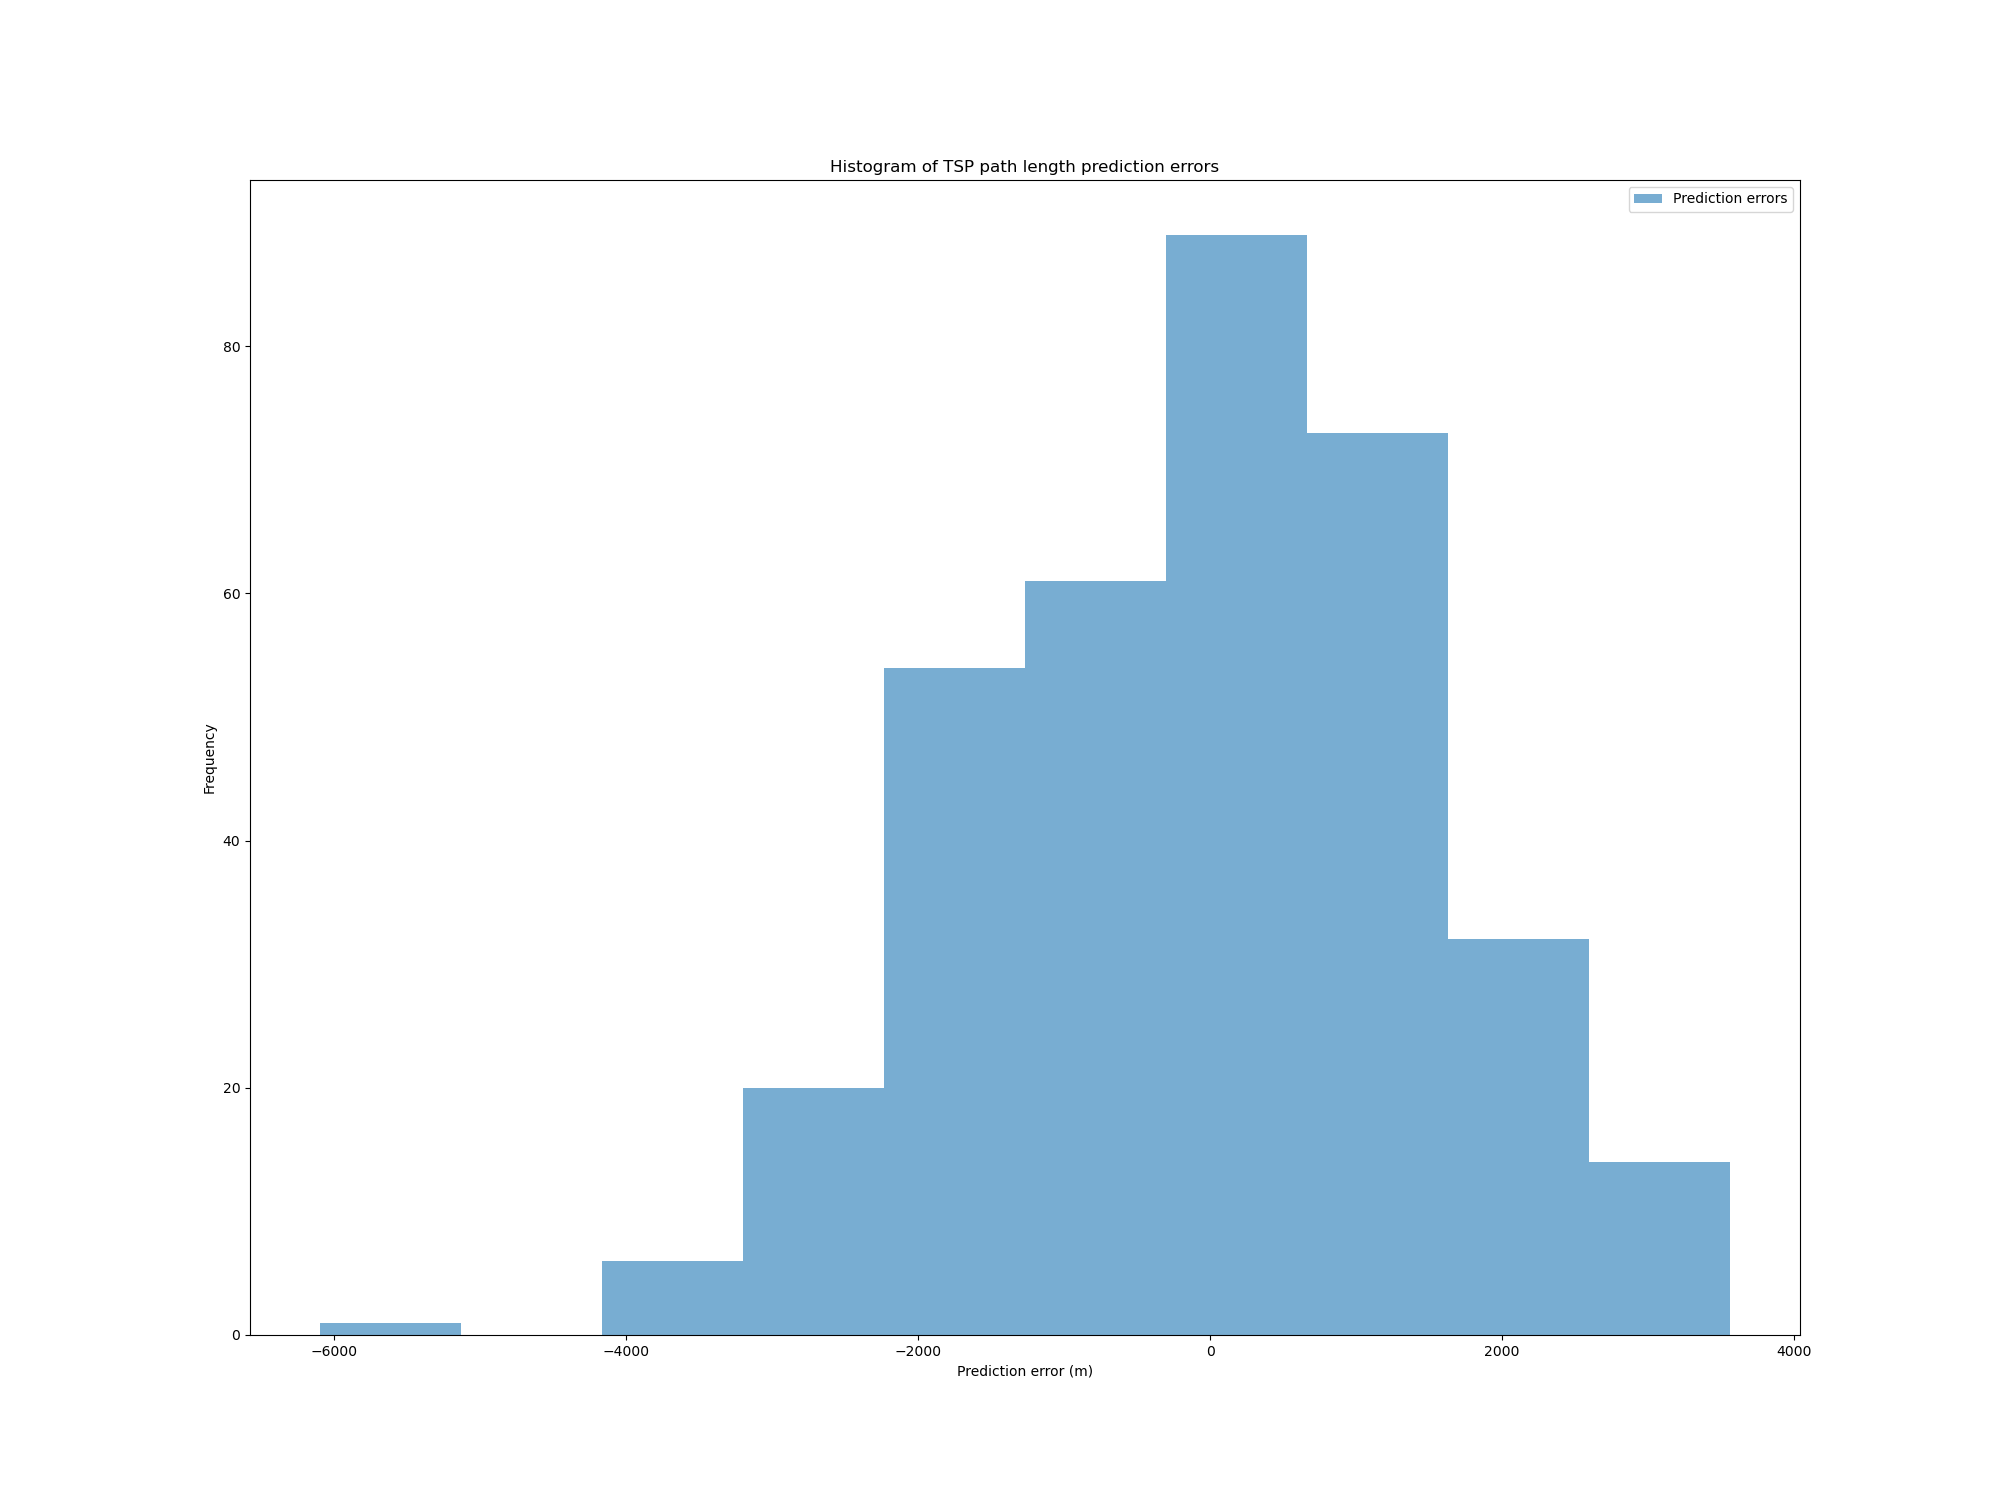 Histogram of TSP path length prediction errors
Prediction errors
80
60
40
20
0
Frequency
−6000
−4000
−2000
0
2000
4000
Prediction error (m)